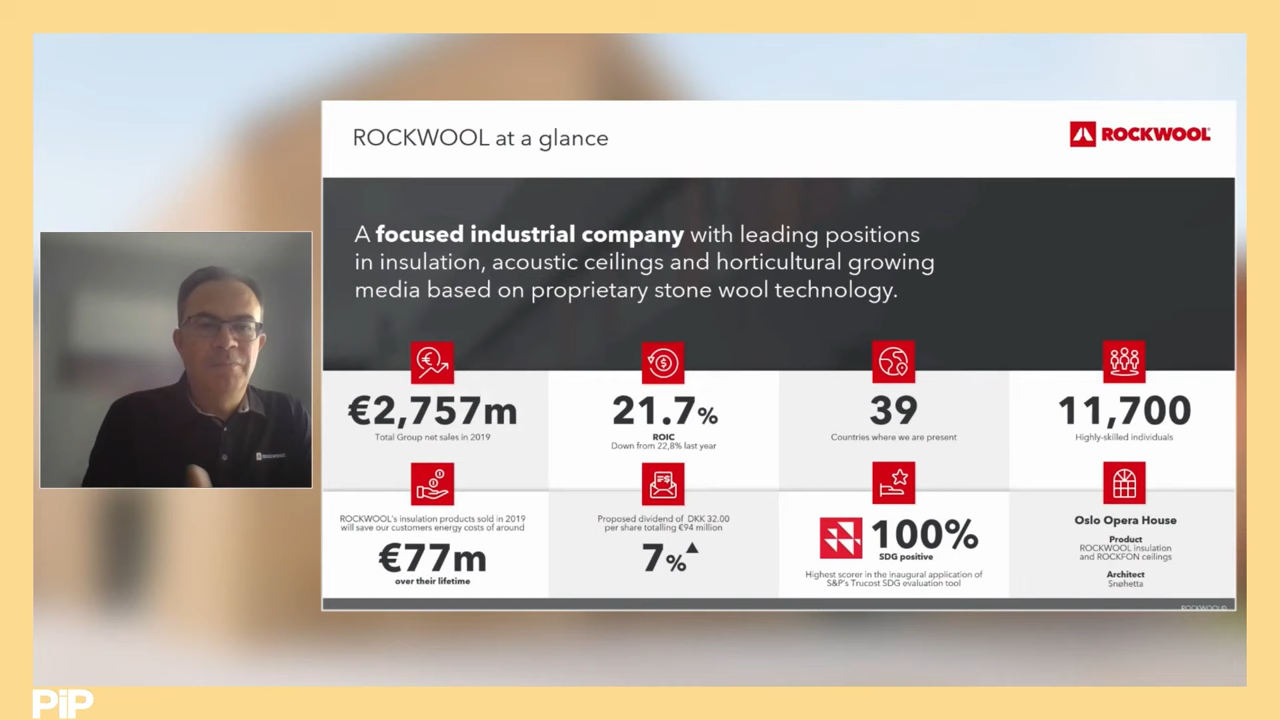 ROCKWOOL at a glance
ROCKWOOL
A focused industrial company with leading positions
in insulation, acoustic ceilings and horticultural growing
media based on proprietary stone wool technology.
€2,757m
Total Group net sales in 2019
21.7%
ROIC
Down from 22,8% last year
39
Countries where we are present
11,700
Highly-skilled individuals
ROCKWOOL's insulation products sold in 2019
will save our customers energy costs of around
€77m
over their lifetime
Proposed dividend of DKK 32.00
per share totalling €94 million
7%
100%
SDG positive
Highest scorer in the inaugural application of
S&P's Trucost SDG evaluation tool
Oslo Opera House
Product
ROCKWOOL insulation
and ROCKFON ceilings
Architect
Snøhetta
ROCKWOOL
PiP